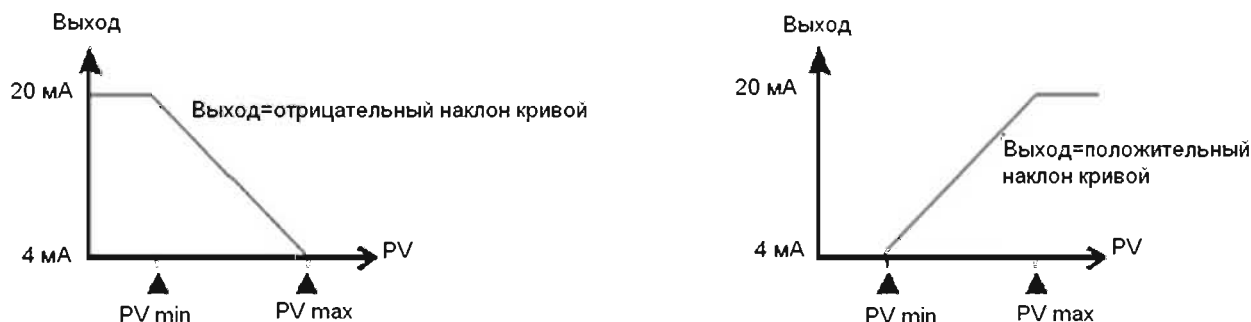 Выход
20 мА
Выход=отрицательный наклон кривой
4 мА
PV
PV min
PV max
Выход
20 мА
Выход=положительный
наклон кривой
4 мА
PV
PV min
PV max